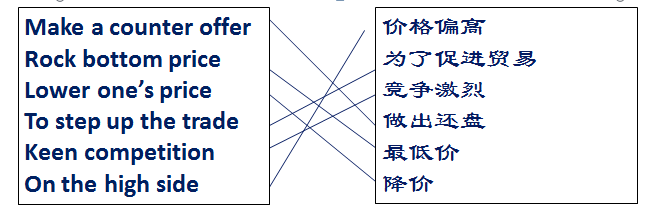 Make a counter offer
Rock bottom price
Lower one's price
To step up the trade
Keen competition
On the high side
价格偏高
为了促进贸易
竞争激烈
做出还盘
最低价
降价